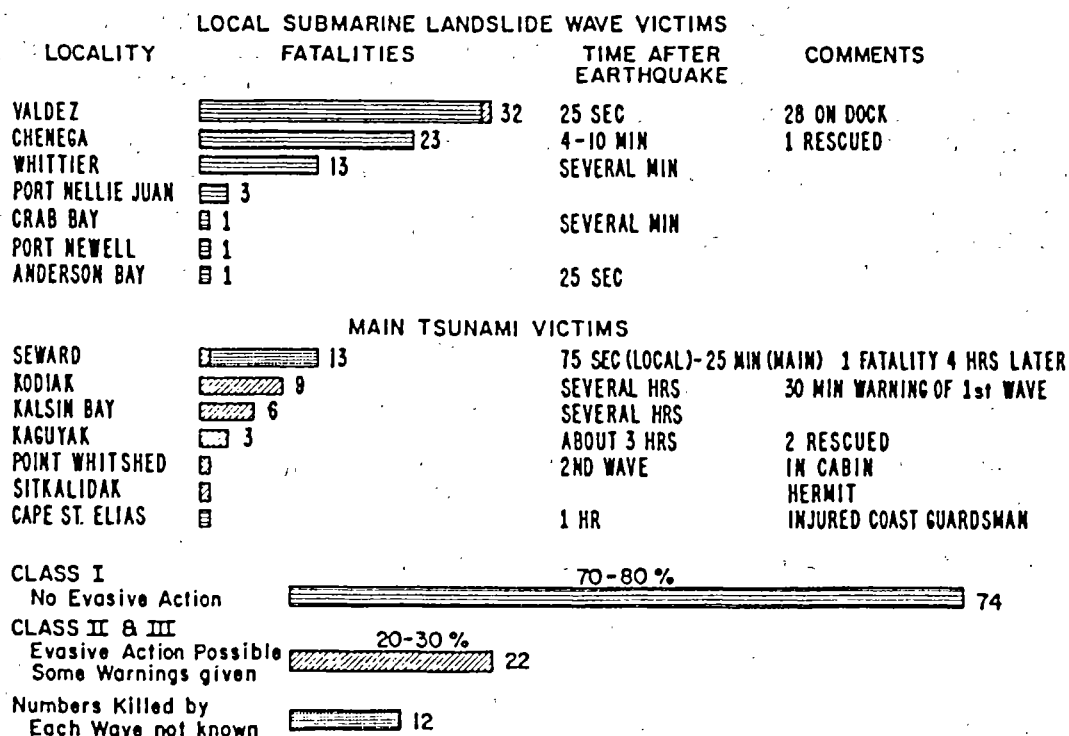 LOCAL SUBMARINE LANDSLIDE WAVE VICTIMS
LOCALITY FATALITIES TIME AFTER EARTHQUAKE COMMENTS
VALDEZ 32 25 SEC 28 ON DOCK
CHENEGA 23 4-10 MIN 1 RESCUED
WHITTIER 13 SEVERAL MIN
PORT NELLIE JUAN 3
CRAB BAY 1 SEVERAL MIN
PORT NEWELL 1
ANDERSON BAY 1 25 SEC
MAIN TSUNAMI VICTIMS
SEWARD 13 75 SEC (LOCAL)-25 MIN (MAIN) 1 FATALITY 4 HRS LATER
KODIAK 9 SEVERAL HRS 30 MIN WARNING OF 1st WAVE
KALSIN BAY 6 SEVERAL HRS
KAGUYAK 3 ABOUT 3 HRS 2 RESCUED
POINT WHITSHED 2ND WAVE IN CABIN
SITKALIDAK HERMIT
CAPE ST. ELIAS 1 HR INJURED COAST GUARDSMAN
CLASS I 70-80 %
No Evasive Action 74
CLASS II & III 20-30 %
Evasive Action Possible 22
Some Warnings given
Numbers Killed by
Each Wave not known 12